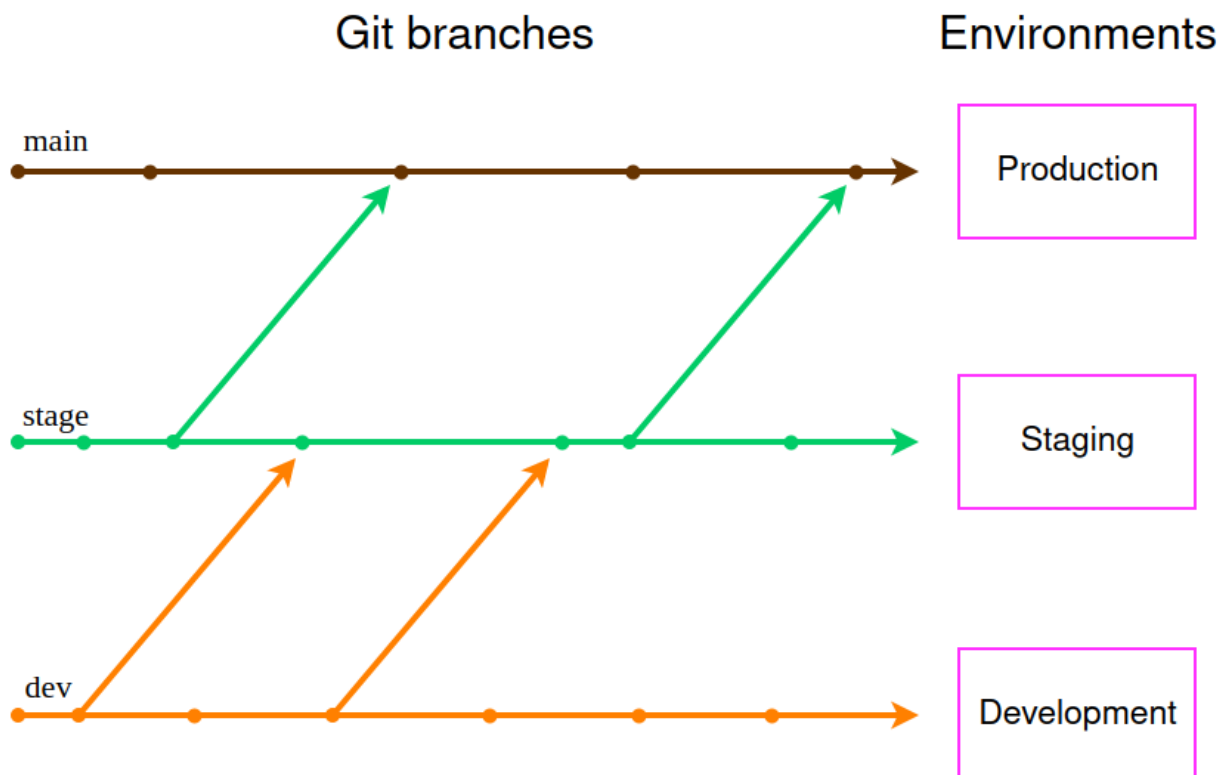 Git branches
Environments
main
Production
stage
Staging
dev
Development